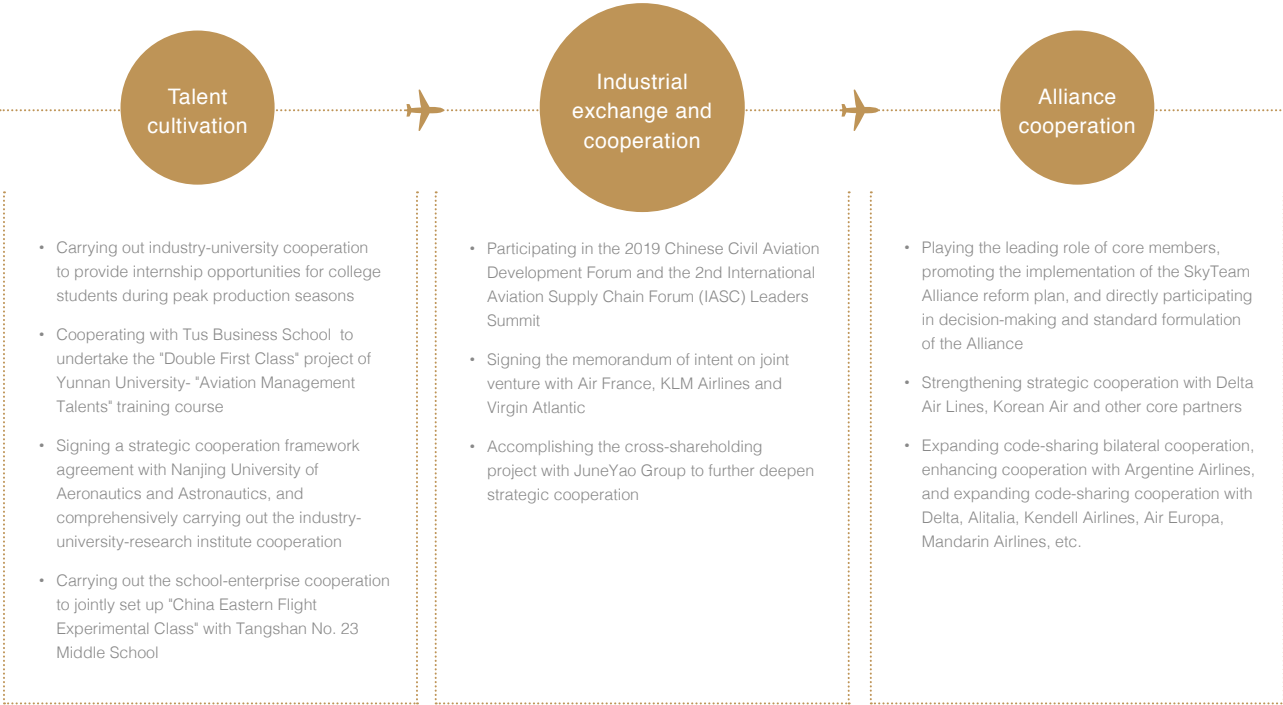 Talent
cultivation
Industrial
exchange and
cooperation
Alliance
cooperation
• Carrying out industry-university cooperation
to provide internship opportunities for college
students during peak production seasons
• Cooperating with Tus Business School to
undertake the "Double First Class" project of
Yunnan University- "Aviation Management
Talents" training course
• Signing a strategic cooperation framework
agreement with Nanjing University of
Aeronautics and Astronautics, and
comprehensively carrying out the industry-
university-research institute cooperation
• Carrying out the school-enterprise cooperation
to jointly set up "China Eastern Flight
Experimental Class" with Tangshan No. 23
Middle School
• Participating in the 2019 Chinese Civil Aviation
Development Forum and the 2nd International
Aviation Supply Chain Forum (IASC) Leaders
Summit
• Signing the memorandum of intent on joint
venture with Air France, KLM Airlines and
Virgin Atlantic
• Accomplishing the cross-shareholding
project with JuneYao Group to further deepen
strategic cooperation
• Playing the leading role of core members,
promoting the implementation of the SkyTeam
Alliance reform plan, and directly participating
in decision-making and standard formulation
of the Alliance
• Strengthening strategic cooperation with Delta
Air Lines, Korean Air and other core partners
• Expanding code-sharing bilateral cooperation,
enhancing cooperation with Argentine Airlines,
and expanding code-sharing cooperation with
Delta, Alitalia, Kendell Airlines, Air Europa,
Mandarin Airlines, etc.